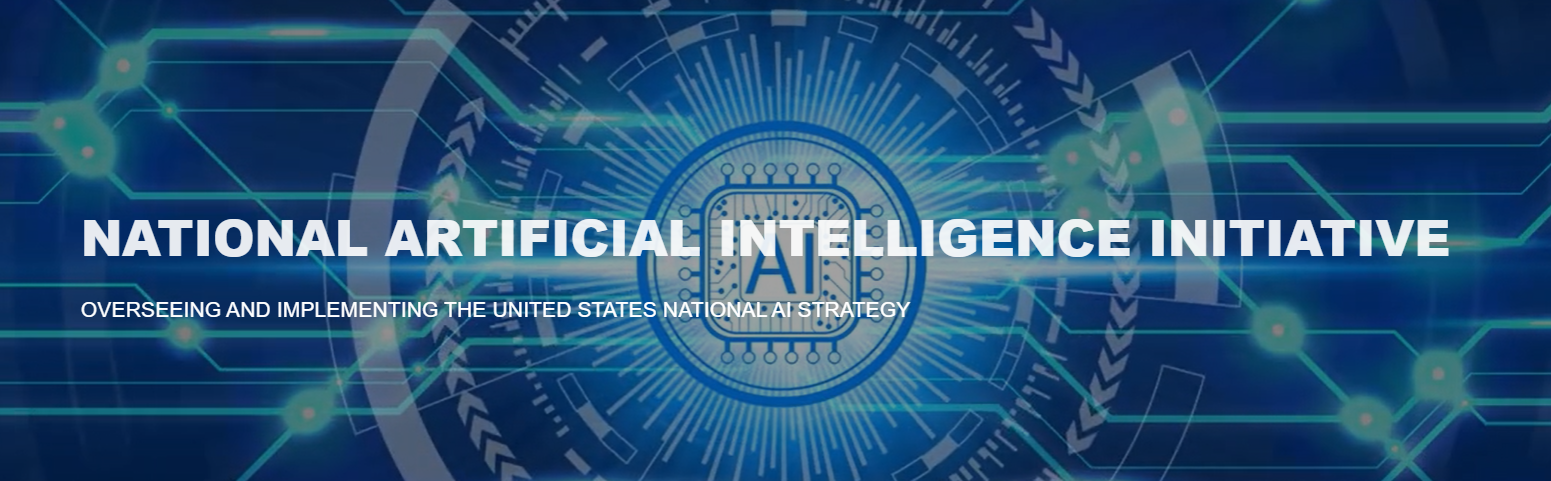 NATIONAL ARTIFICIAL INTELLIGENCE INITIATIVE
AI
OVERSEEING AND IMPLEMENTING THE UNITED STATES NATIONAL AI STRATEGY